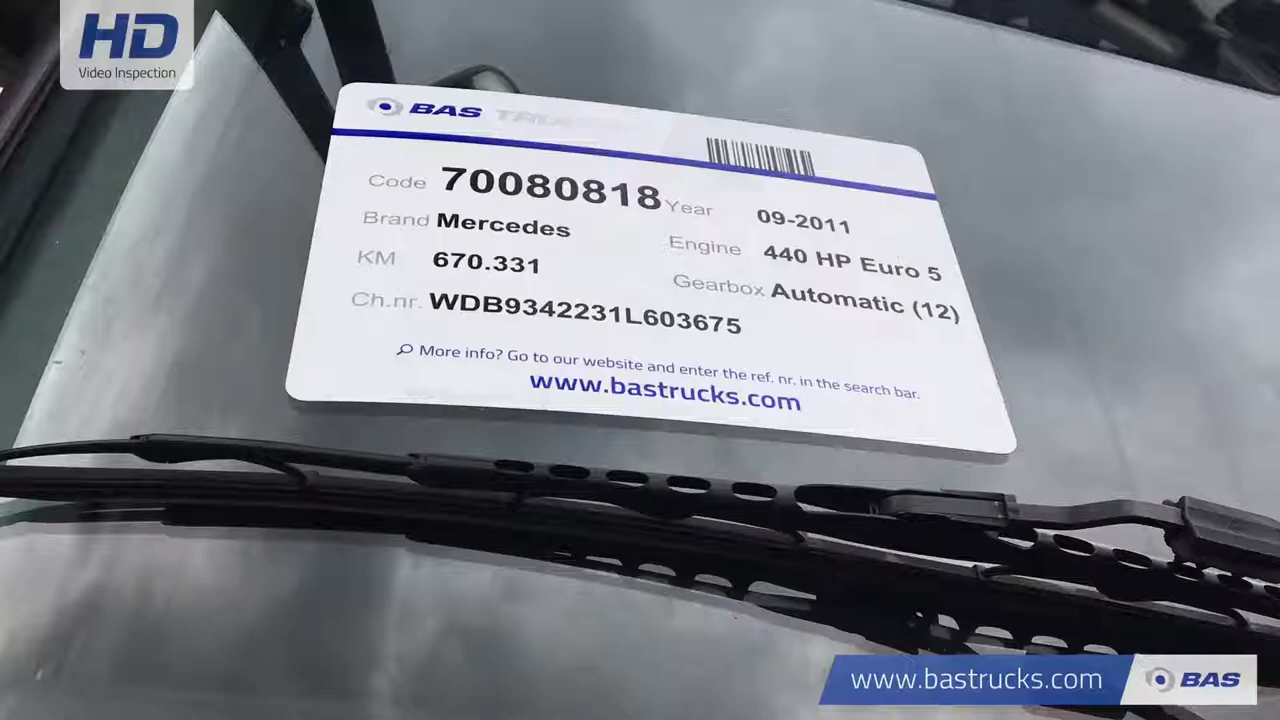 HD
Video Inspection
BAS TRUCKS
Code 70080818
Year 09-2011
Brand Mercedes
Engine 440 HP Euro 5
KM 670.331
Gearbox Automatic (12)
Ch.nr. WDB9342231L603675
More info? Go to our website and enter the ref. nr. in the search bar.
www.bastrucks.com
www.bastrucks.com
BAS